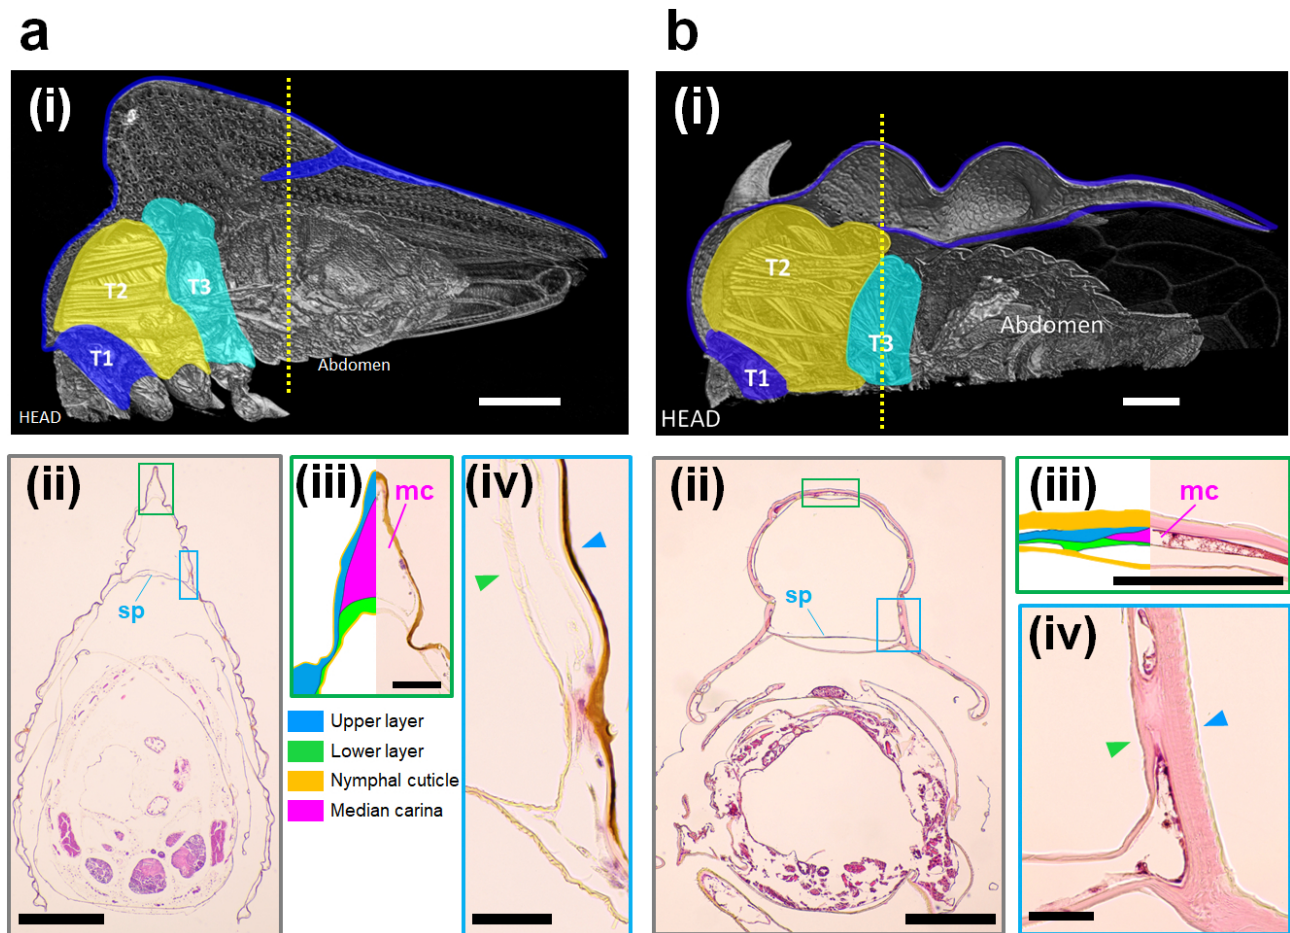 a
b
(i)
T2
T3
T1
Abdomen
HEAD
(i)
T2
T3
T1
Abdomen
HEAD
(ii)
sp
(iii)
mc
(iv)
Upper layer
Lower layer
Nymphal cuticle
Median carina
(ii)
sp
(iii)
mc
(iv)